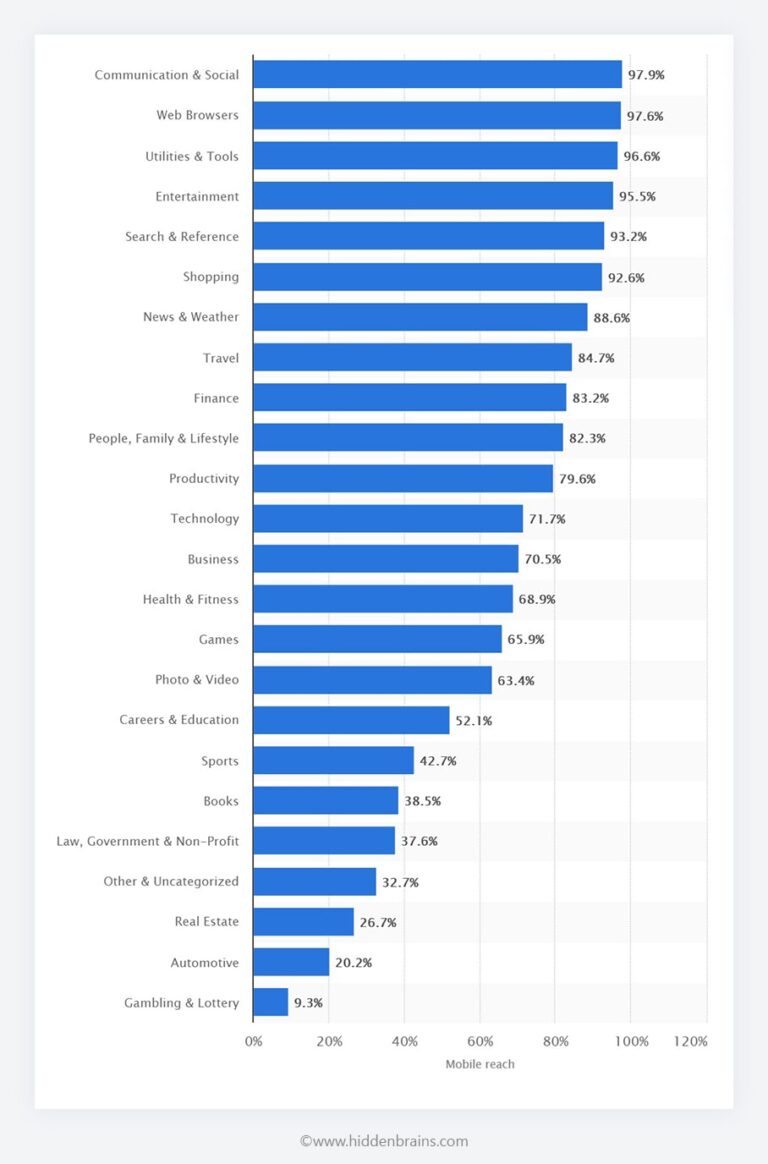 Communication & Social 97.9%
Web Browsers 97.6%
Utilities & Tools 96.6%
Entertainment 95.5%
Search & Reference 93.2%
Shopping 92.6%
News & Weather 88.6%
Travel 84.7%
Finance 83.2%
People, Family & Lifestyle 82.3%
Productivity 79.6%
Technology 71.7%
Business 70.5%
Health & Fitness 68.9%
Games 65.9%
Photo & Video 63.4%
Careers & Education 52.1%
Sports 42.7%
Books 38.5%
Law, Government & Non-Profit 37.6%
Other & Uncategorized 32.7%
Real Estate 26.7%
Automotive 20.2%
Gambling & Lottery 9.3%
0% 20% 40% 60% 80% 100% 120%
Mobile reach
©www.hiddenbrains.com